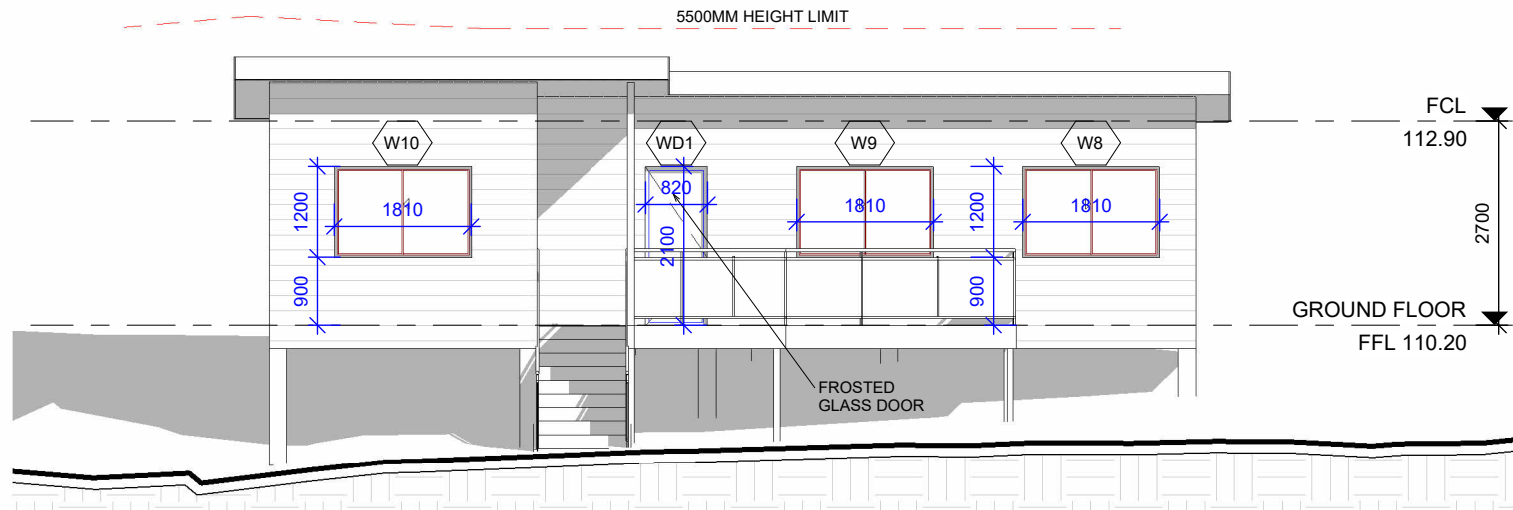 5500MM HEIGHT LIMIT
FCL
112.90
W10
WD1
W9
W8
820
1810
1810
1810
1200
1200
2700
2100
900
900
GROUND FLOOR
FFL 110.20
FROSTED
GLASS DOOR